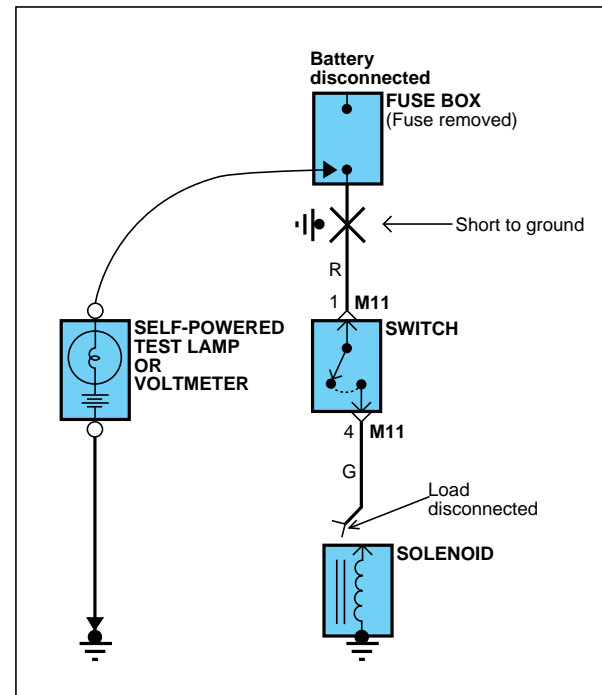 Battery
disconnected
FUSE BOX
(Fuse removed)
Short to ground
R
1 M11
SELF-POWERED
TEST LAMP
OR
VOLTMETER
SWITCH
4 M11
G
Load
disconnected
SOLENOID